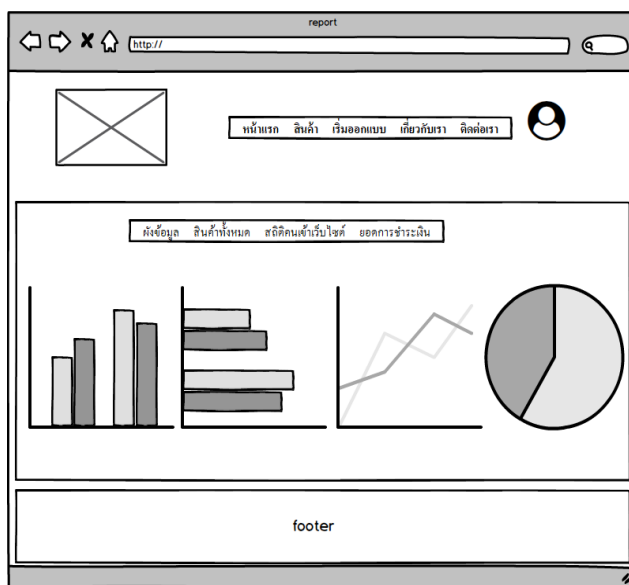 report
http://
หน้าแรก สินค้า เริ่มออกแบบ เกี่ยวกับเรา ติดต่อเรา
ผังข้อมูล สินค้าทั้งหมด สถิติคนเข้าเว็บไซต์ ยอดการชำระเงิน
footer